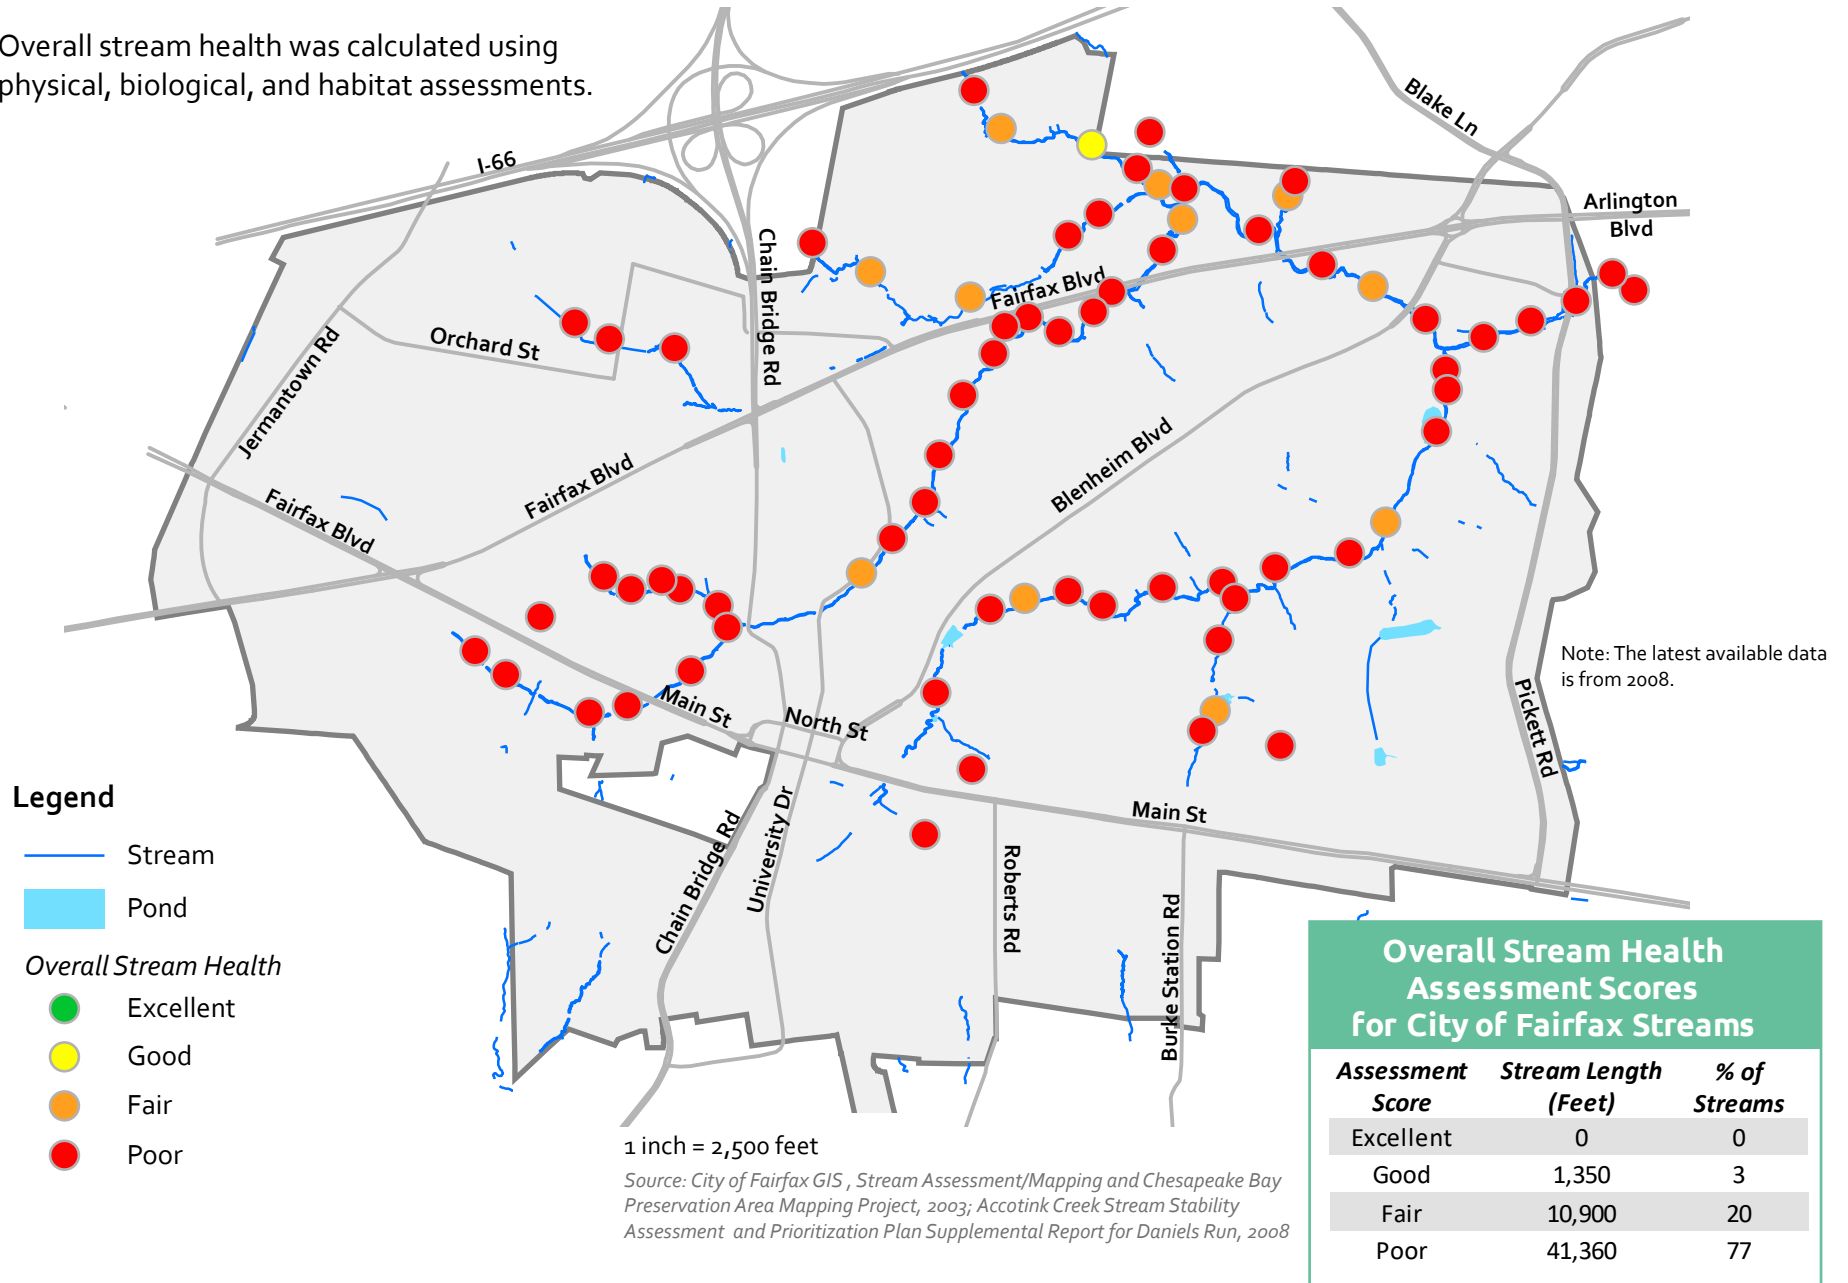 Overall stream health was calculated using
physical, biological, and habitat assessments.
I-66
Blake Ln
Arlington
Blvd
Chain Bridge Rd
Fairfax Blvd
Orchard St
Jermantown Rd
Fairfax Blvd
Fairfax Blvd
Blenheim Blvd
Note: The latest available data
is from 2008.
Pickett Rd
Main St
North St
Main St
Chain Bridge Rd
University Dr
Roberts Rd
Burke Station Rd
Legend
Stream
Pond
Overall Stream Health
Excellent
Good
Fair
Poor
1 inch = 2,500 feet
Source: City of Fairfax GIS , Stream Assessment/Mapping and Chesapeake Bay
Preservation Area Mapping Project, 2003; Accotink Creek Stream Stability
Assessment and Prioritization Plan Supplemental Report for Daniels Run, 2008
Overall Stream Health
Assessment Scores
for City of Fairfax Streams
Assessment Score Stream Length (Feet) % of Streams
Excellent 0 0
Good 1,350 3
Fair 10,900 20
Poor 41,360 77